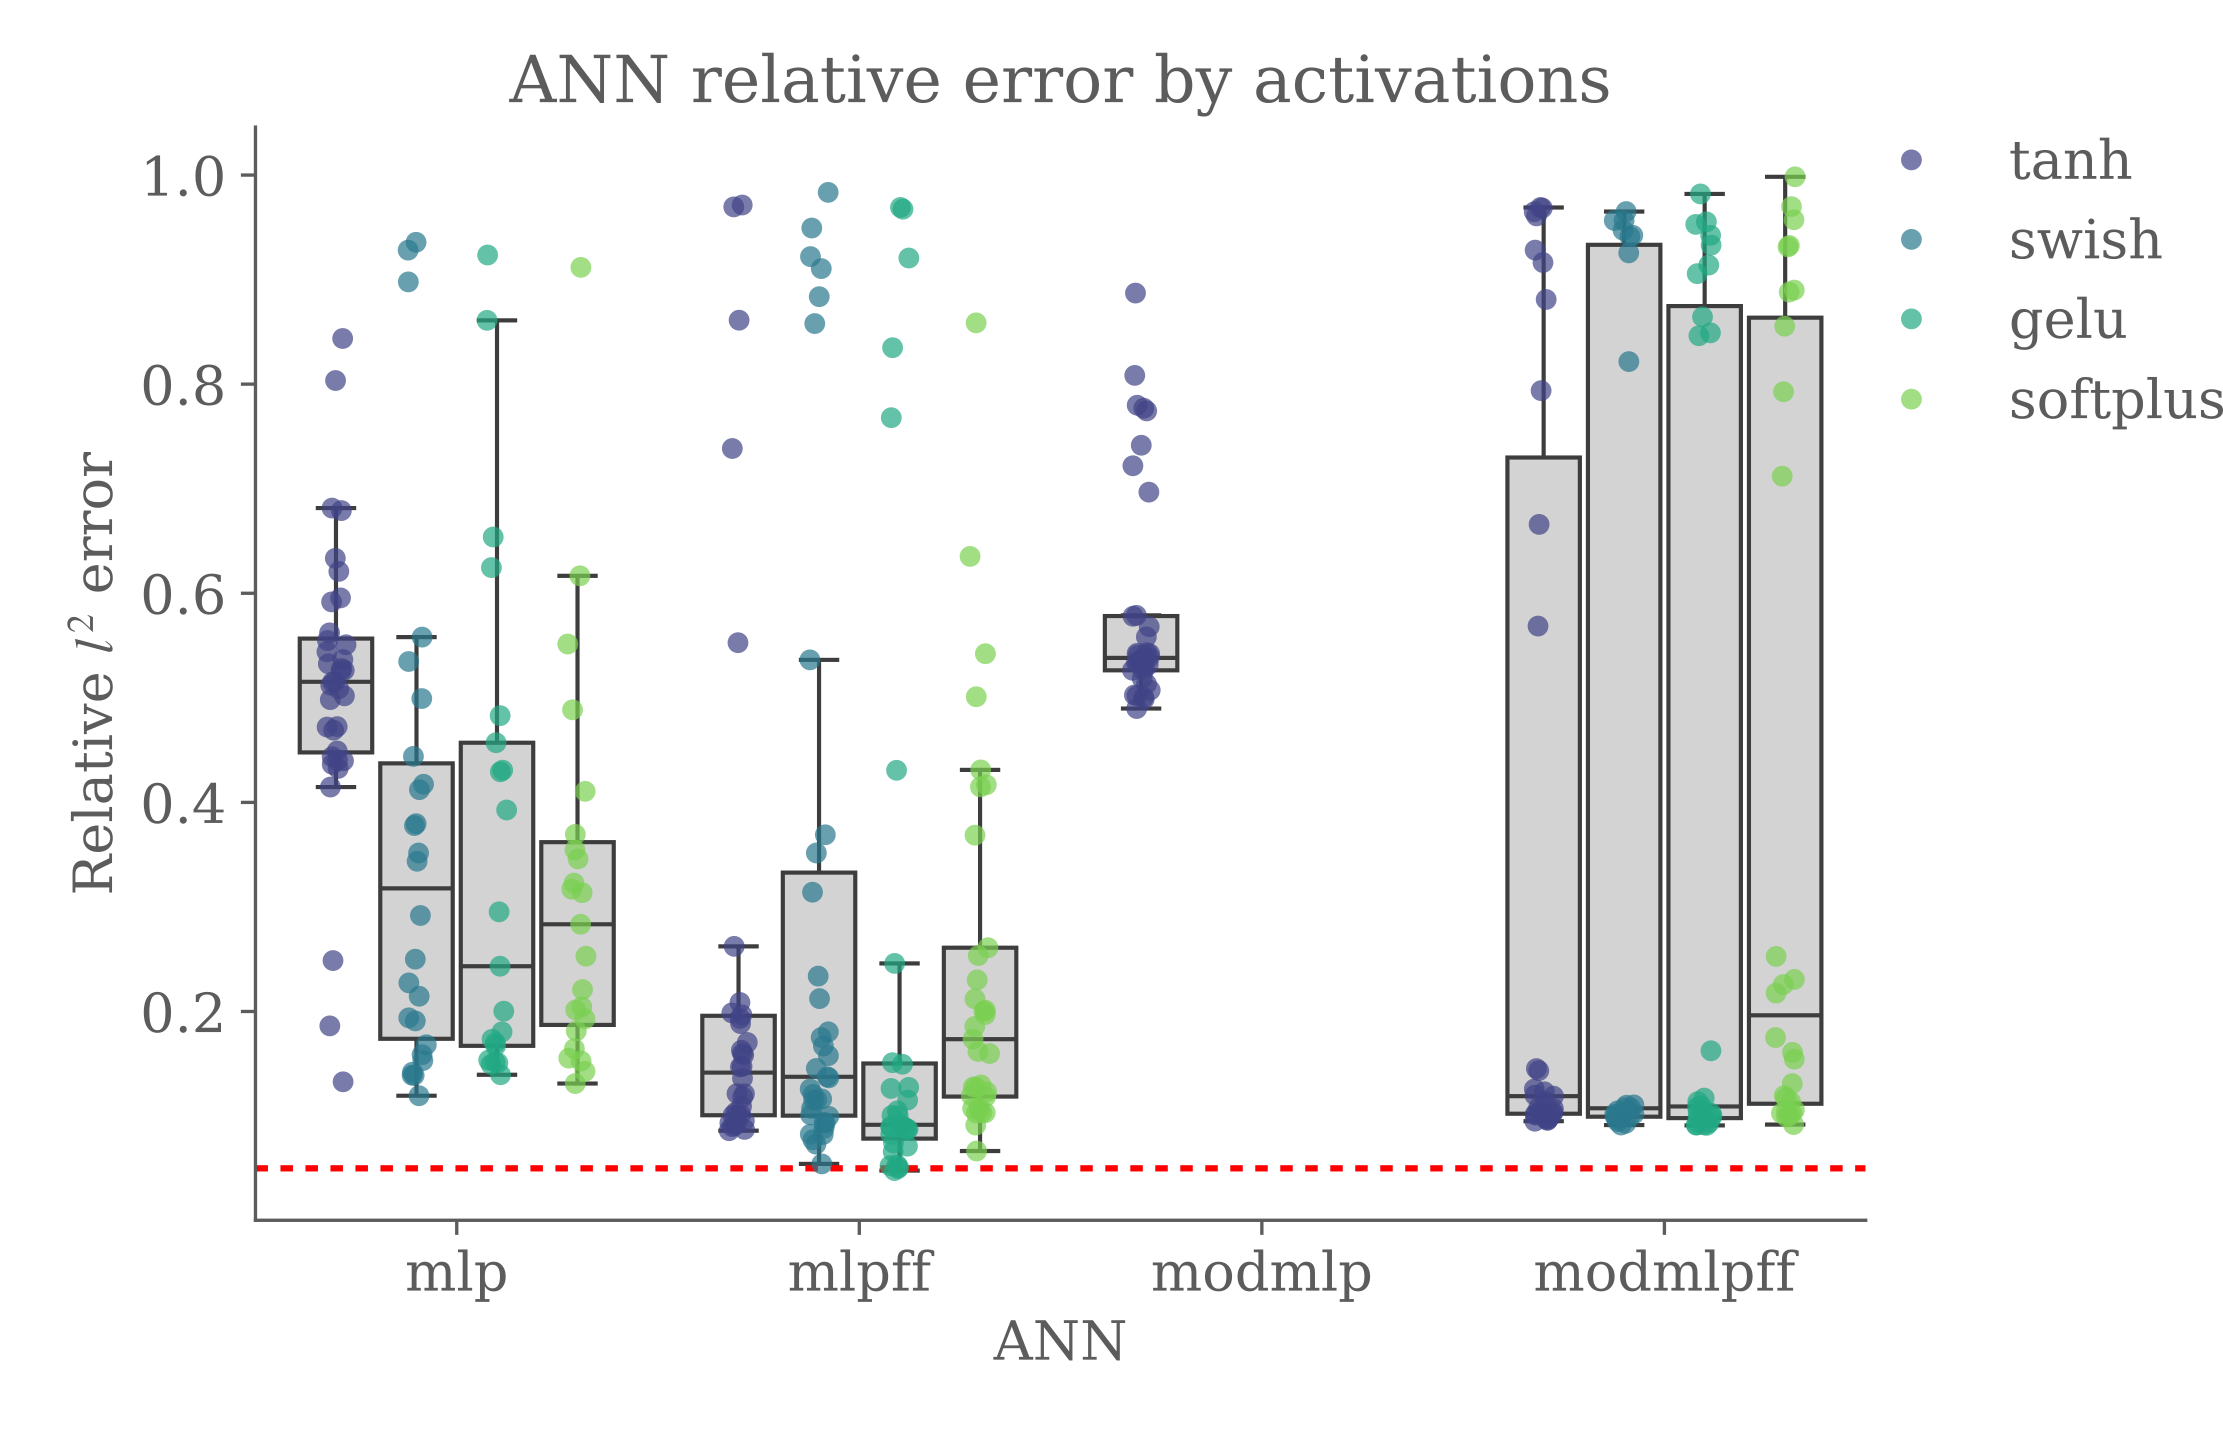 ANN relative error by activations
1.0
0.8
0.6
0.4
0.2
Relative l² error
mlp
mlpff
modmlp
modmlpff
ANN
tanh
swish
gelu
softplus